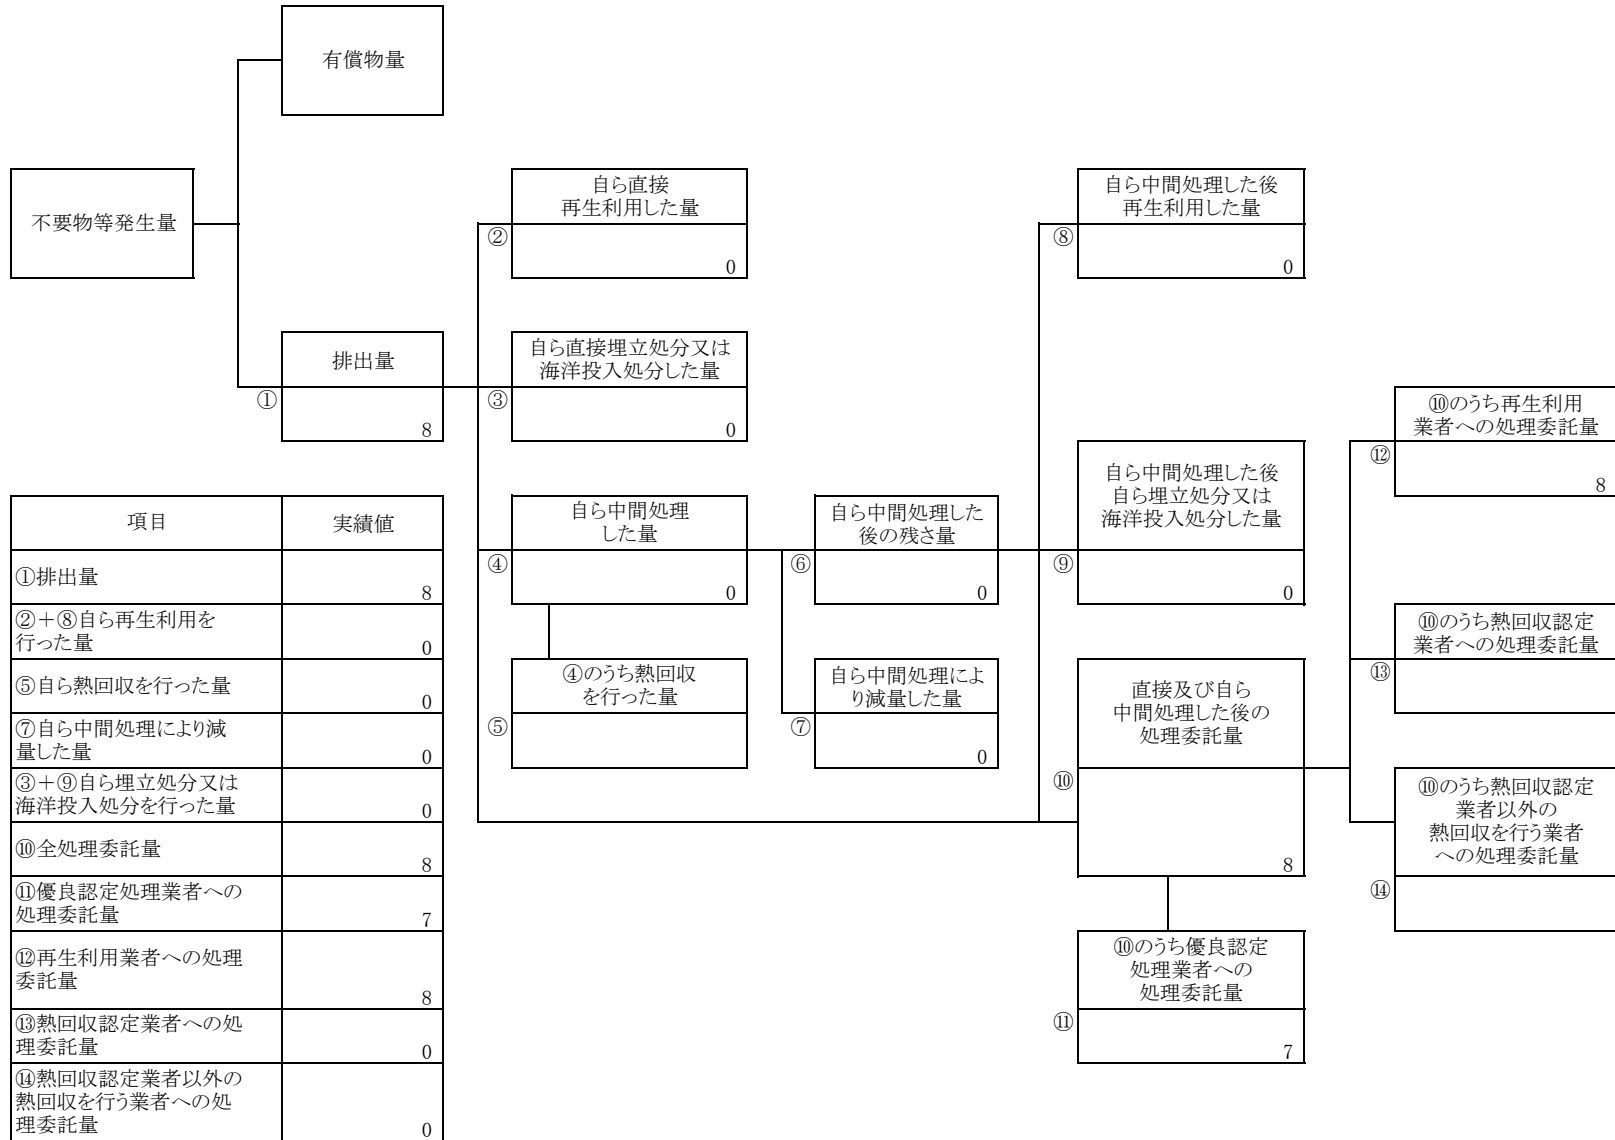 有償物量
不要物等発生量
自ら直接
再生利用した量
②
0
自ら中間処理した後
再生利用した量
⑧
0
排出量
①
8
自ら直接埋立処分又は
海洋投入処分した量
③
0
⑩のうち再生利用
業者への処理委託量
⑫
8
自ら中間処理した後
自ら埋立処分又は
海洋投入処分した量
⑨
0
自ら中間処理
した量
④
0
自ら中間処理した
後の残さ量
⑥
0
⑩のうち熱回収認定
業者への処理委託量
⑬
④のうち熱回収
を行った量
⑤
自ら中間処理によ
り減量した量
⑦
0
直接及び自ら
中間処理した後の
処理委託量
⑩
8
⑩のうち熱回収認定
業者以外の
熱回収を行う業者
への処理委託量
⑭
⑩のうち優良認定
処理業者への
処理委託量
⑪
7
項目 実績値
①排出量
8
②+⑧自ら再生利用を
行った量 0
⑤自ら熱回収を行った量
0
⑦自ら中間処理により減
量した量 0
③+⑨自ら埋立処分又は
海洋投入処分を行った量 0
⑩全処理委託量
8
⑪優良認定処理業者への
処理委託量 7
⑫再生利用業者への処理
委託量
8
⑬熱回収認定業者への処
理委託量 0
⑭熱回収認定業者以外の
熱回収を行う業者への処
理委託量 0